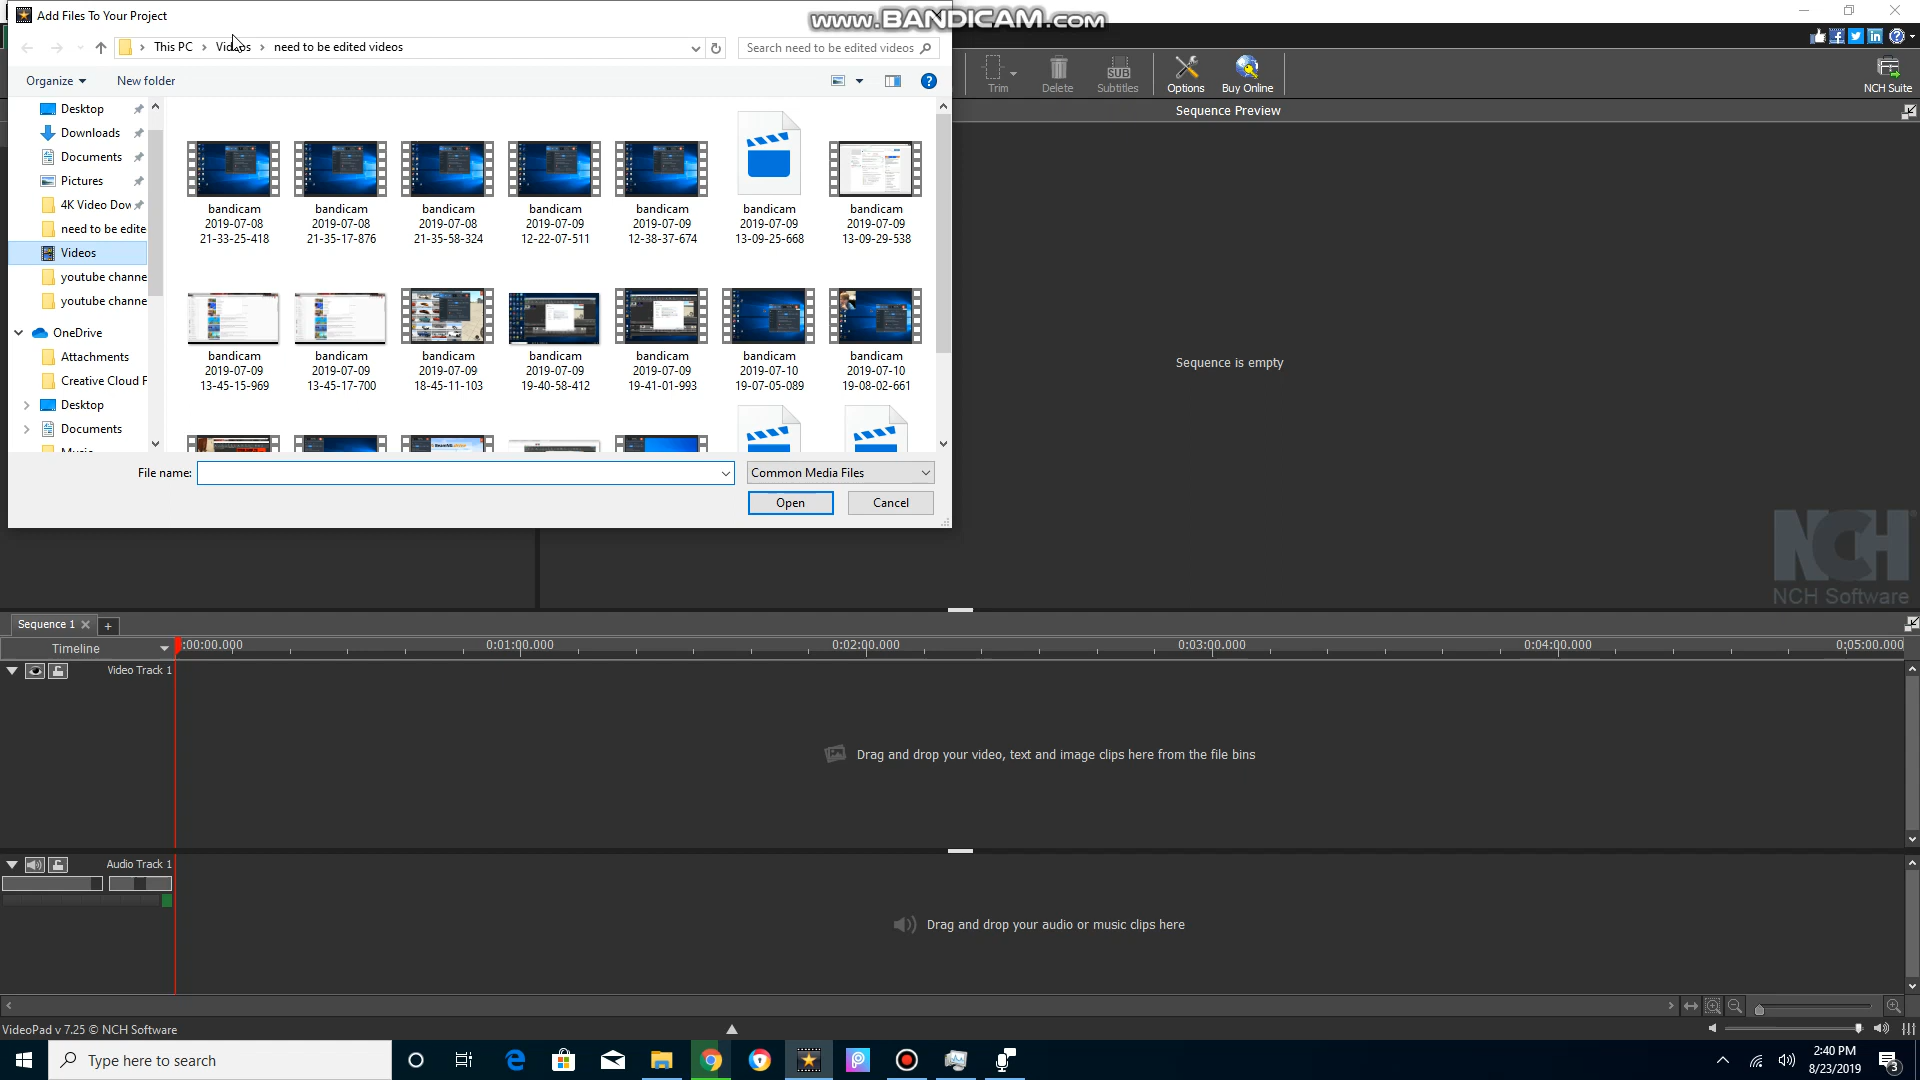 Add Files To Your Project
www.BANDICAM.com
This PC > Videos > need to be edited videos
Search need to be edited videos
Organize
New folder
Trim
Delete
Subtitles
Options
Buy Online
NCH Suite
Sequence Preview
Desktop
Downloads
Documents
Pictures
4K Video Dow
need to be edite
Videos
youtube channe
youtube channe
OneDrive
Attachments
Creative Cloud F
Desktop
Documents
bandicam
2019-07-08
21-33-25-418
bandicam
2019-07-08
21-35-17-876
bandicam
2019-07-08
21-35-58-324
bandicam
2019-07-09
12-22-07-511
bandicam
2019-07-09
12-38-37-674
bandicam
2019-07-09
13-09-25-668
bandicam
2019-07-09
13-09-29-538
bandicam
2019-07-09
13-45-15-969
bandicam
2019-07-09
13-45-17-700
bandicam
2019-07-09
18-45-11-103
bandicam
2019-07-09
19-40-58-412
bandicam
2019-07-09
19-41-01-993
bandicam
2019-07-10
19-07-05-089
bandicam
2019-07-10
19-08-02-661
Sequence is empty
File name:
Common Media Files
Open
Cancel
NCH
NCH Software
Sequence 1
Timeline
:00:00.000
0:01:00.000
0:02:00.000
0:03:00.000
0:04:00.000
0:05:00.000
Video Track 1
Drag and drop your video, text and image clips here from the file bins
Audio Track 1
Drag and drop your audio or music clips here
VideoPad v 7.25 © NCH Software
Type here to search
2:40 PM
8/23/2019
3